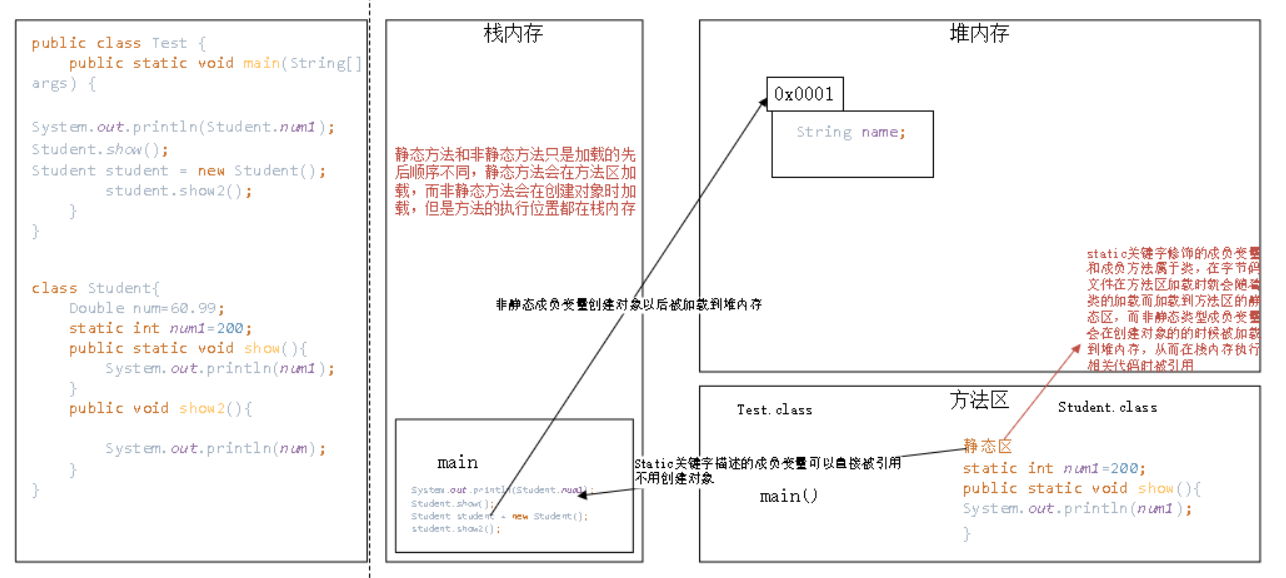 public class Test {
public static void main(String[]
args) {
System.out.println(Student.num1);
Student.show();
Student student = new Student();
student.show2();
}
}
class Student{
Double num=60.99;
static int num1=200;
public static void show(){
System.out.println(num1);
}
public void show2(){
System.out.println(num);
}
}
栈内存
静态方法和非静态方法只是加载的先
后顺序不同，静态方法会在方法区加
载，而非静态方法会在创建对象时加
载，但是方法的执行位置都在栈内存
非静态成员变量创建对象以后被加载到堆内存
main
System.out.println(Student.num1);
Student.show();
Student student = new Student();
student.show2();
堆内存
0x0001
String name;
static关键字修饰的成员变量
和成员方法属于类，在字节码
文件在方法区加载时就会随着
类的加载而加载到方法区的静
态区，而非静态类型成员变量
会在创建对象的的时候被加载
到堆内存，从而在栈内存执行
相关代码时被引用
方法区
Test.class
Student.class
Static关键字描述的成员变量可以直接被引用
不用创建对象
main()
静态区
static int num1=200;
public static void show(){
System.out.println(num1);
}